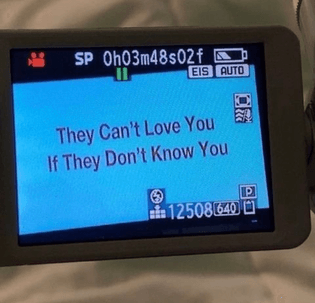 SP 0h03m48s02f
EIS AUTO
They Can't Love You
If They Don't Know You
P
12508 640